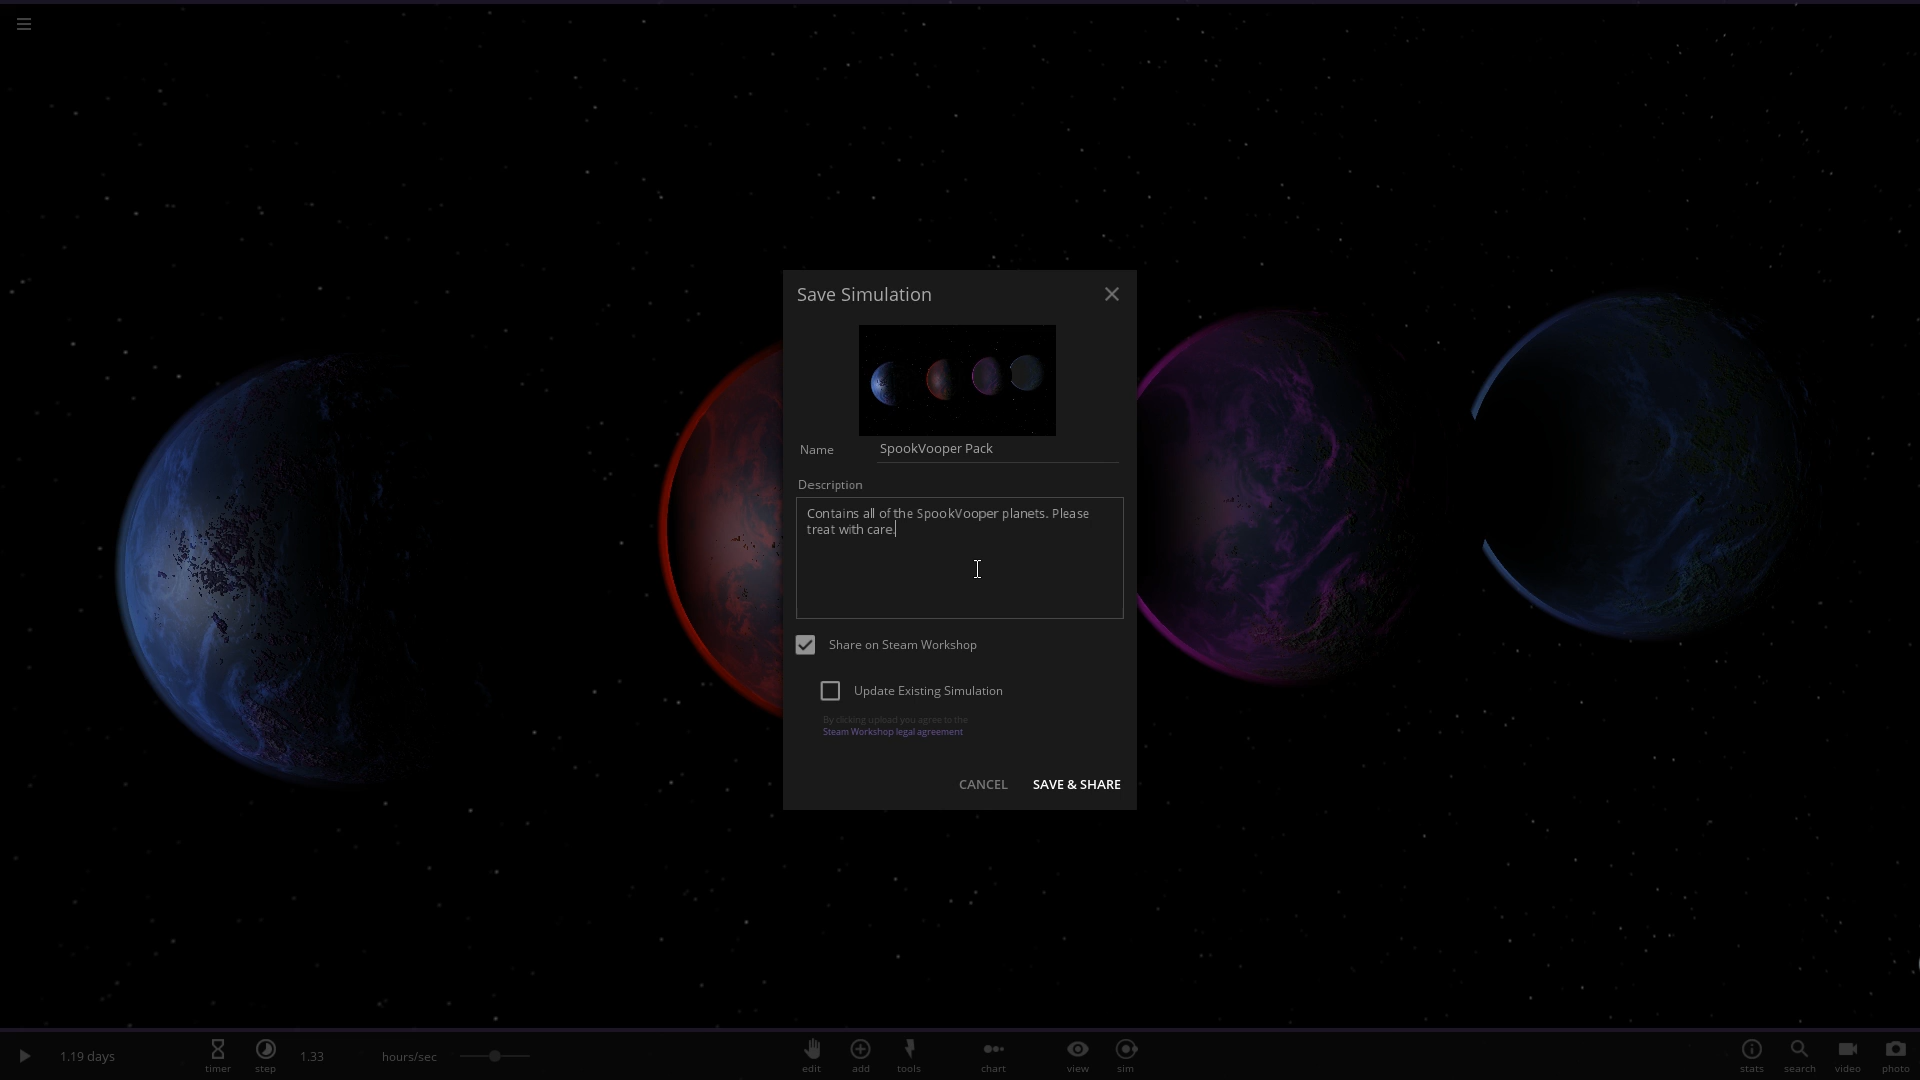 Save Simulation
Name
SpookVooper Pack
Description
Contains all of the SpookVooper planets. Please
treat with care.
Share on Steam Workshop
Update Existing Simulation
By clicking upload you agree to the
Steam Workshop legal agreement
CANCEL
SAVE & SHARE
1.19 days
timer
step
1.33
hours/sec
edit
add
tools
chart
view
sim
stats
search
video
photo